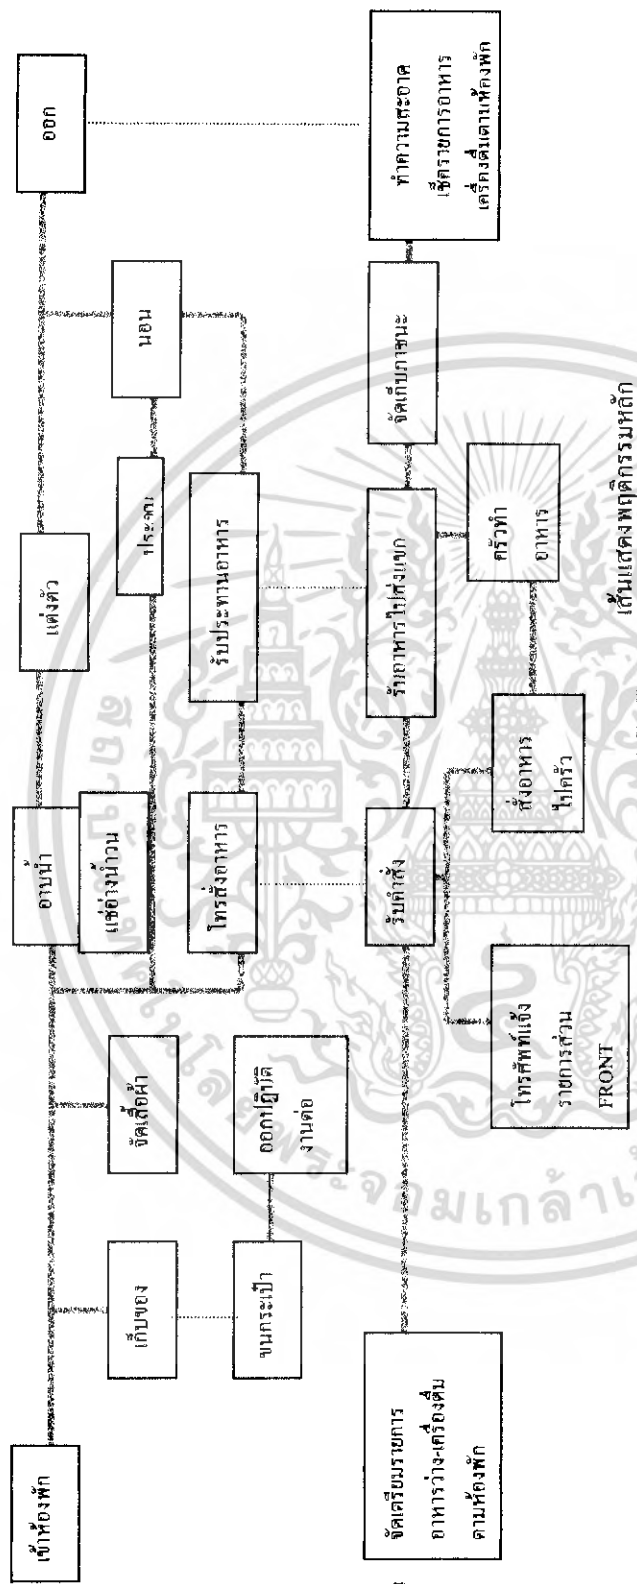 เข้าห้องพัก
อาบน้ำ
แช่อ่างน้ำวน
แต่งตัว
ออก
เก็บของ
จัดเสื้อผ้า
นอน
โทรสั่งอาหาร
รับประทานอาหาร
ขนกระเป๋า
ออกปฏิบัติ
งานต่อ
จัดเตรียมรายการ
อาหารว่าง-เครื่องดื่ม
ตามห้องพัก
รับคำสั่ง
รับอาหารไปส่งแขก
จัดเก็บภาชนะ
ทำความสะอาด
เช็ครายการอาหาร
เครื่องดื่มตามห้องพัก
โทรศัพท์แจ้ง
รายการส่วน
FRONT
สั่งอาหาร
ไปครัว
ครัวทำ
อาหาร
เส้นแสดงพฤติกรรมหลัก